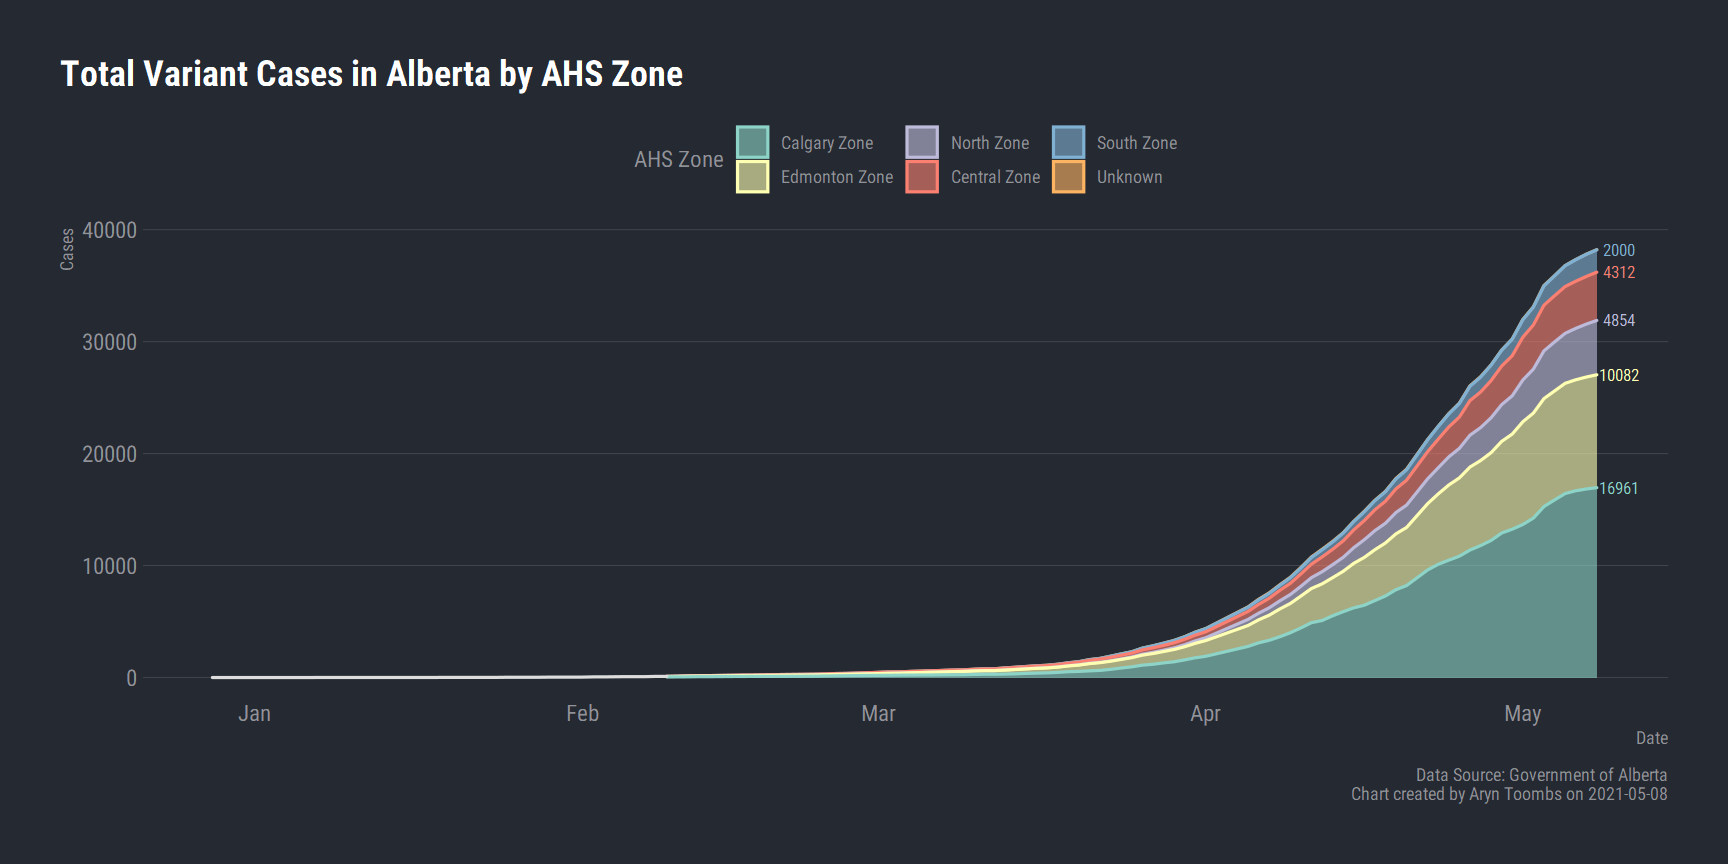 Total Variant Cases in Alberta by AHS Zone
AHS Zone
Calgary Zone
North Zone
South Zone
Edmonton Zone
Central Zone
Unknown
Cases
40000
30000
20000
10000
0
2000
4312
4854
10082
16961
Jan
Feb
Mar
Apr
May
Date
Data Source: Government of Alberta
Chart created by Aryn Toombs on 2021-05-08